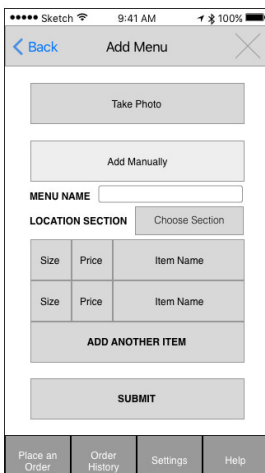 Sketch 9:41 AM 100%
Back Add Menu
Take Photo
Add Manually
MENU NAME
LOCATION SECTION Choose Section
Size Price Item Name
Size Price Item Name
ADD ANOTHER ITEM
SUBMIT
Place an Order Order History Settings Help